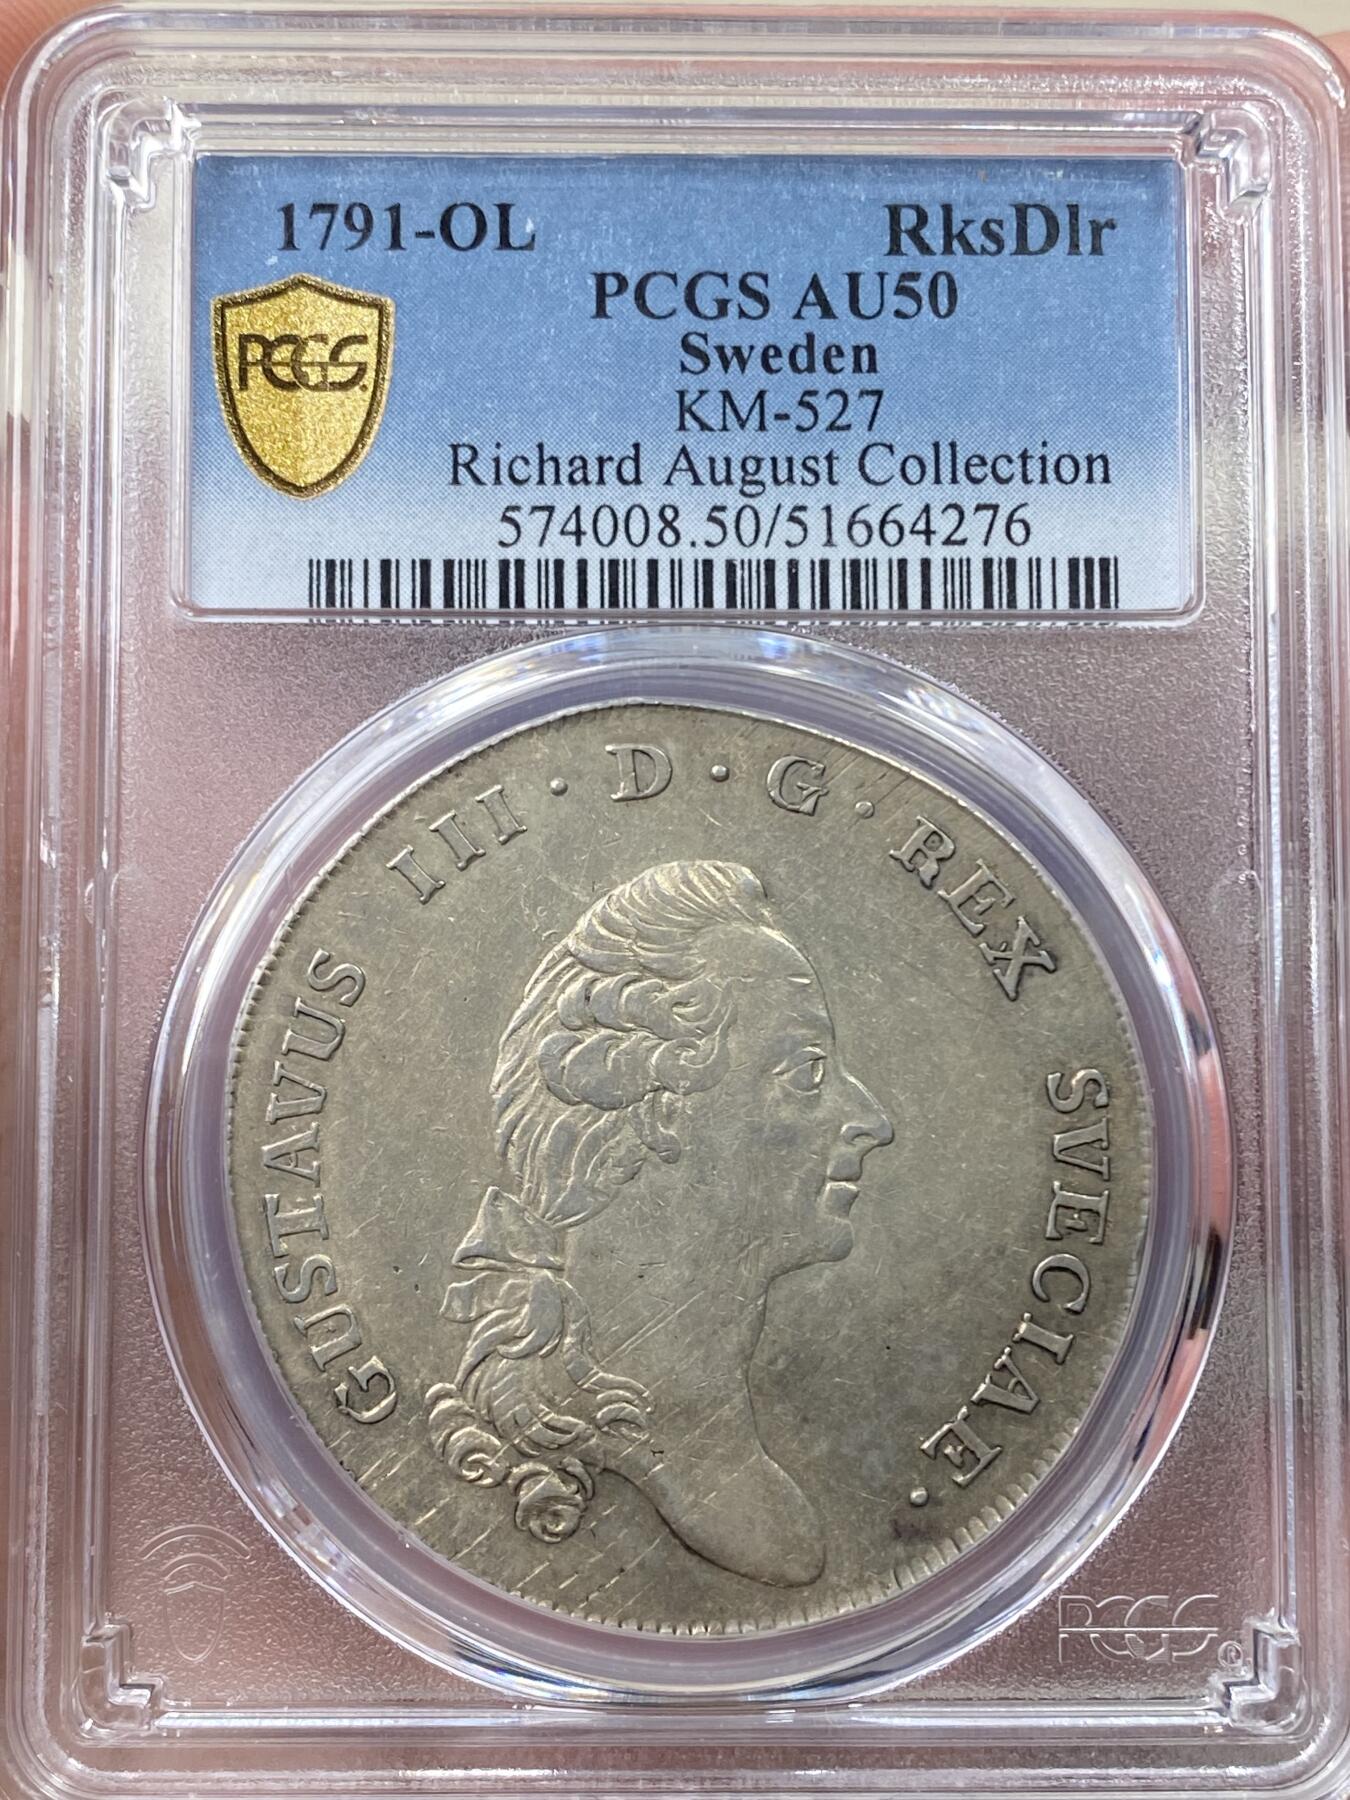 1791-OL RksDlr
PCGS AU50
Sweden
PCGS.
KM-527
Richard August Collection
574008.50/51664276
GUSTAVUS III · D · G · REX SVECIAE ·
PCGS®